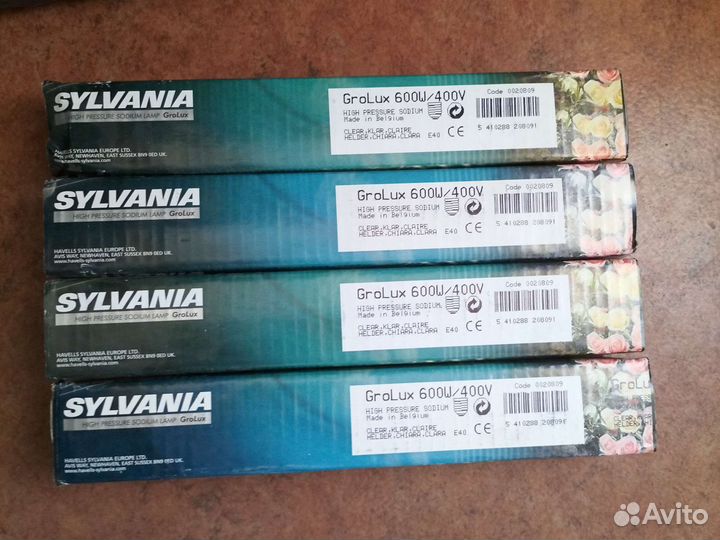 SYLVANIA
HIGH PRESSURE SODIUM LAMP GroLux
HAVELLS SYLVANIA EUROPE LTD.
AVIS WAY, NEWHAVEN, EAST SUSSEX BN9 0ED UK.
www.havells-sylvania.com
GroLux 600W/400V
HIGH PRESSURE SODIUM
Made in Belgium
CLEAR,KLAR,CLAIRE
HELDER,CHIARA,CLARA E40 CE
Code 0020809
5 410288 208091
SYLVANIA
HIGH PRESSURE SODIUM LAMP GroLux
HAVELLS SYLVANIA EUROPE LTD.
AVIS WAY, NEWHAVEN, EAST SUSSEX BN9 0ED UK.
www.havells-sylvania.com
GroLux 600W/400V
HIGH PRESSURE SODIUM
Made in Belgium
CLEAR,KLAR,CLAIRE
HELDER,CHIARA,CLARA E40 CE
Code 0020809
5 410288 208091
SYLVANIA
HIGH PRESSURE SODIUM LAMP GroLux
HAVELLS SYLVANIA EUROPE LTD.
AVIS WAY, NEWHAVEN, EAST SUSSEX BN9 0ED UK.
www.havells-sylvania.com
GroLux 600W/400V
HIGH PRESSURE SODIUM
Made in Belgium
CLEAR,KLAR,CLAIRE
HELDER,CHIARA,CLARA E40 CE
Code 0020809
5 410288 208091
SYLVANIA
HIGH PRESSURE SODIUM LAMP GroLux
HAVELLS SYLVANIA EUROPE LTD.
AVIS WAY, NEWHAVEN, EAST SUSSEX BN9 0ED UK.
www.havells-sylvania.com
GroLux 600W/400V
HIGH PRESSURE SODIUM
Made in Belgium
CLEAR,KLAR,CLAIRE
HELDER,CHIARA,CLARA E40 CE
Code 0020809
5 410288 208091
GroLux
Avito